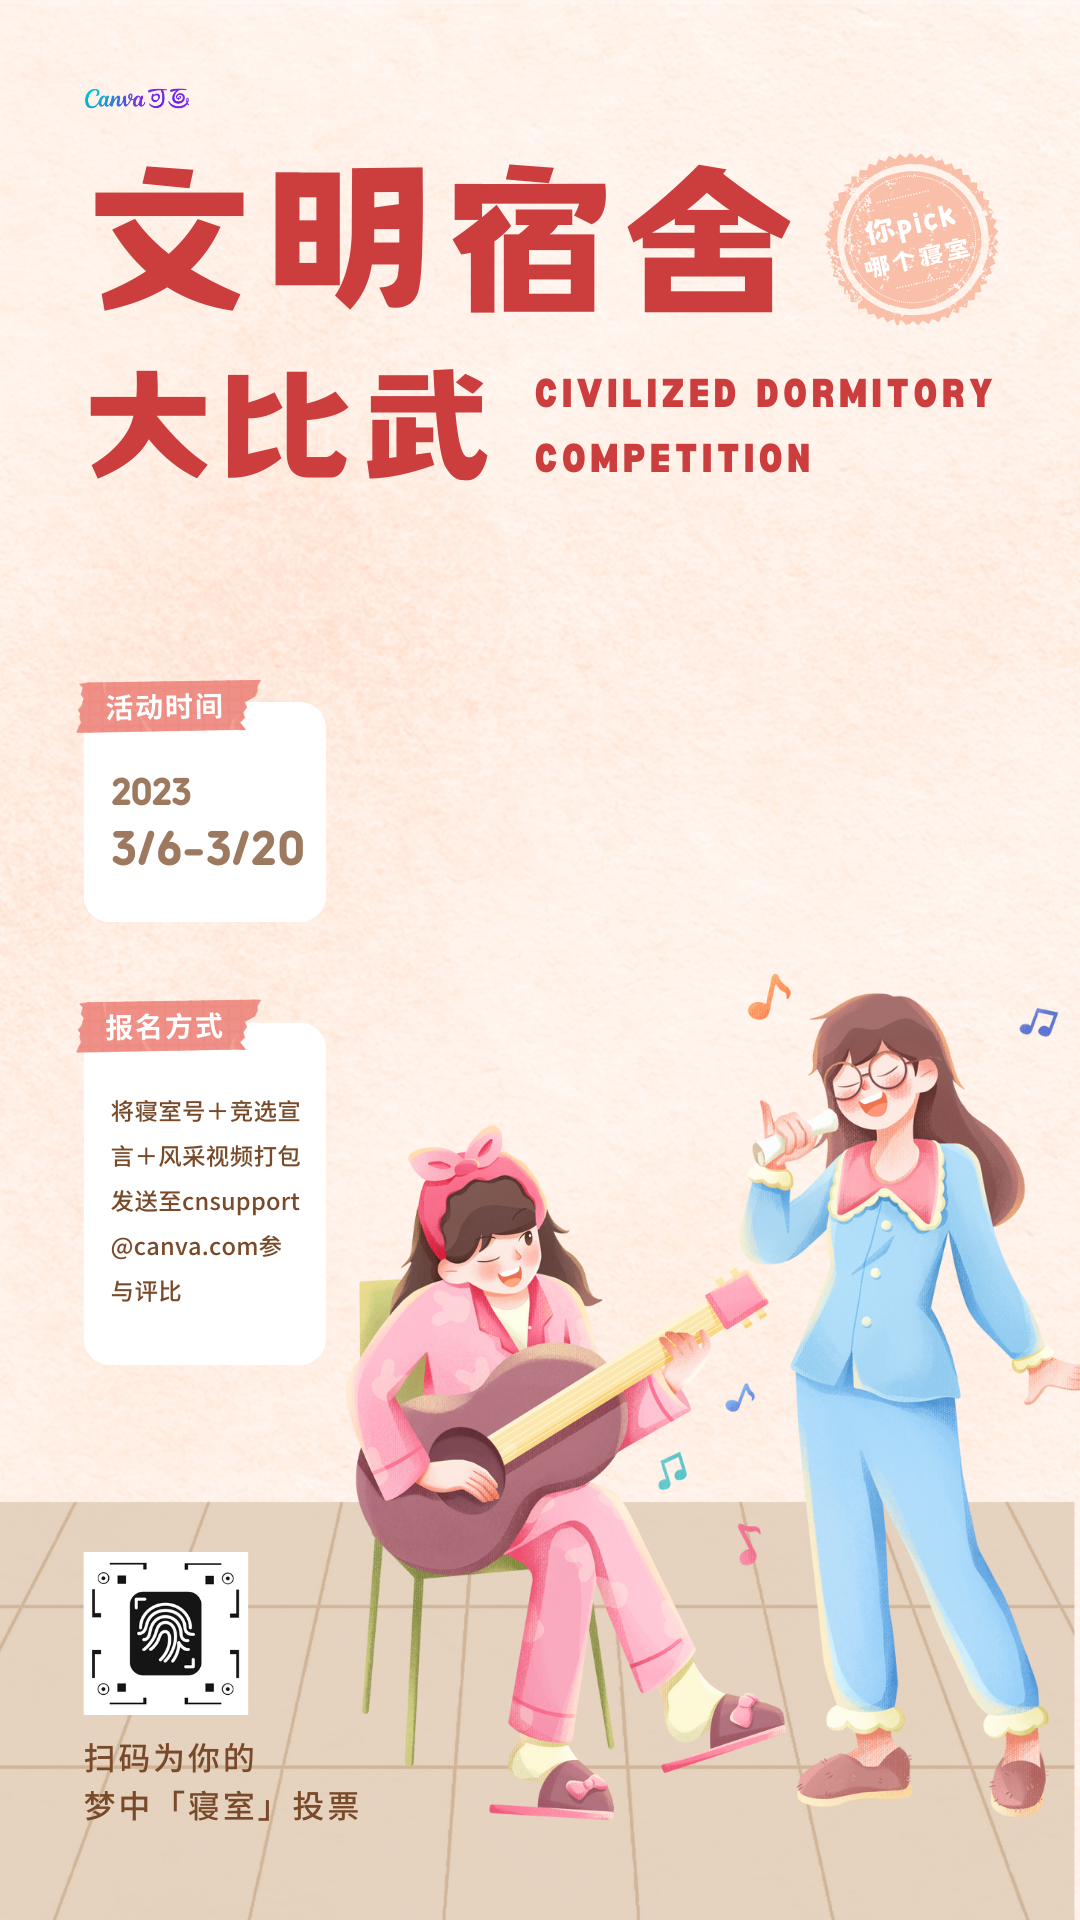 Canva可画
文明宿舍
你pick
哪个寝室
大比武
CIVILIZED DORMITORY
COMPETITION
活动时间
2023
3/6-3/20
报名方式
将寝室号＋竞选宣
言＋风采视频打包
发送至cnsupport
@canva.com参
与评比
扫码为你的
梦中「寝室」投票